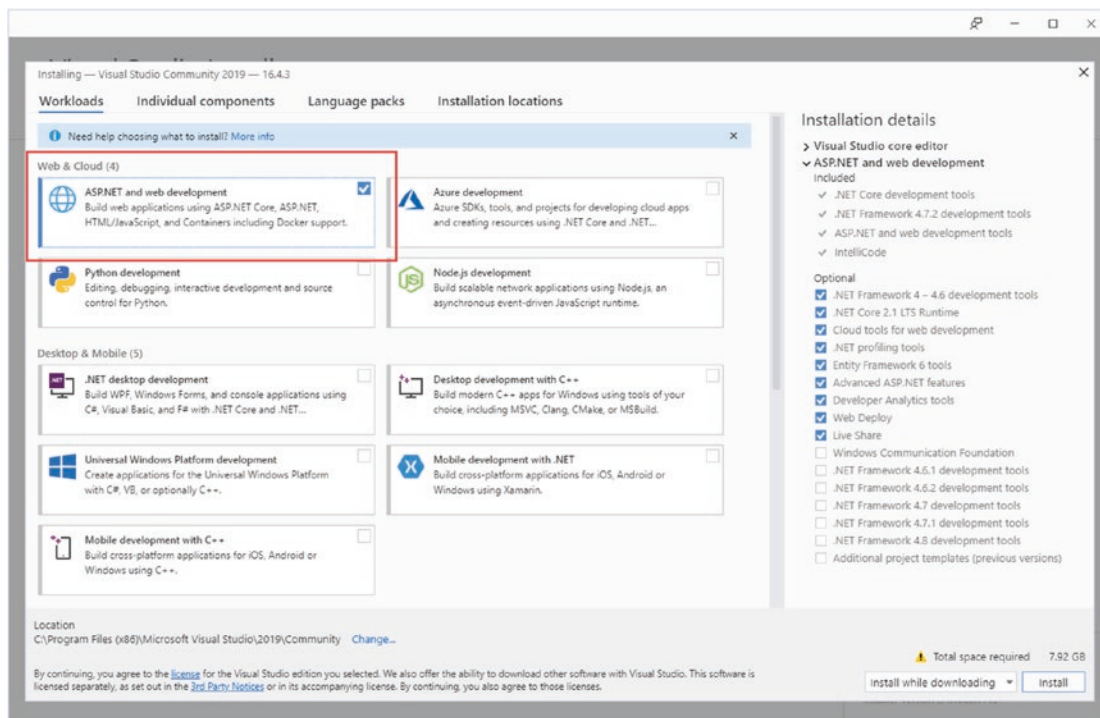 Installing — Visual Studio Community 2019 — 16.4.3
Workloads
Individual components
Language packs
Installation locations
Need help choosing what to install? More info
Web & Cloud (4)
ASP.NET and web development
Build web applications using ASP.NET Core, ASP.NET,
HTML/JavaScript, and Containers including Docker support.
Azure development
Azure SDKs, tools, and projects for developing cloud apps
and creating resources using .NET Core and .NET...
Python development
Editing, debugging, interactive development and source
control for Python.
Node.js development
Build scalable network applications using Node.js, an
asynchronous event-driven JavaScript runtime.
Desktop & Mobile (5)
.NET desktop development
Build WPF, Windows Forms, and console applications using
C#, Visual Basic, and F# with .NET Core and .NET...
Desktop development with C++
Build modern C++ apps for Windows using tools of your
choice, including MSVC, Clang, CMake, or MSBuild.
Universal Windows Platform development
Create applications for the Universal Windows Platform
with C#, VB, or optionally C++.
Mobile development with .NET
Build cross-platform applications for iOS, Android or
Windows using Xamarin.
Mobile development with C++
Build cross-platform applications for iOS, Android or
Windows using C++.
Installation details
Visual Studio core editor
ASP.NET and web development
Included
.NET Core development tools
.NET Framework 4.7.2 development tools
ASP.NET and web development tools
IntelliCode
Optional
.NET Framework 4 – 4.6 development tools
.NET Core 2.1 LTS Runtime
Cloud tools for web development
.NET profiling tools
Entity Framework 6 tools
Advanced ASP.NET features
Developer Analytics tools
Web Deploy
Live Share
Windows Communication Foundation
.NET Framework 4.6.1 development tools
.NET Framework 4.6.2 development tools
.NET Framework 4.7 development tools
.NET Framework 4.7.1 development tools
.NET Framework 4.8 development tools
Additional project templates (previous versions)
Location
C:\Program Files (x86)\Microsoft Visual Studio\2019\Community Change...
By continuing, you agree to the license for the Visual Studio edition you selected. We also offer the ability to download other software with Visual Studio. This software is
licensed separately, as set out in the 3rd Party Notices or in its accompanying license. By continuing, you also agree to those licenses.
Total space required 7.92 GB
Install while downloading
Install